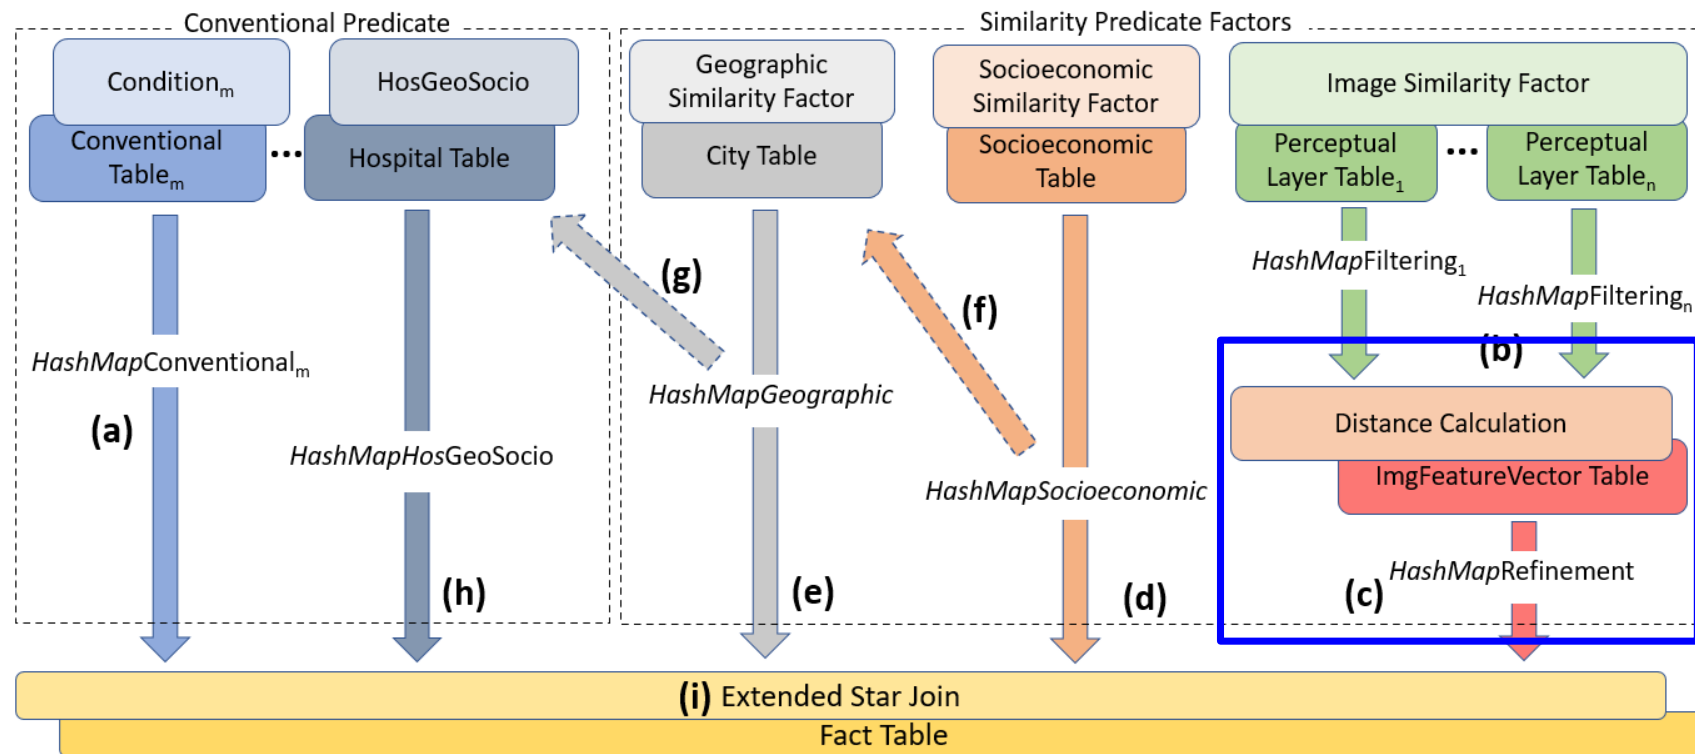 Conventional Predicate
Similarity Predicate Factors
Conditionm
HosGeoSocio
Geographic
Similarity Factor
Socioeconomic
Similarity Factor
Image Similarity Factor
Conventional
Tablem
...
Hospital Table
City Table
Socioeconomic
Table
Perceptual
Layer Table1
...
Perceptual
Layer Tablen
(g)
(f)
HashMapFiltering1
HashMapFilteringn
(b)
HashMapConventionalm
(a)
HashMapGeographic
Distance Calculation
HashMapHosGeoSocio
HashMapSocioeconomic
ImgFeatureVector Table
HashMapRefinement
(h)
(e)
(d)
(c)
(i) Extended Star Join
Fact Table